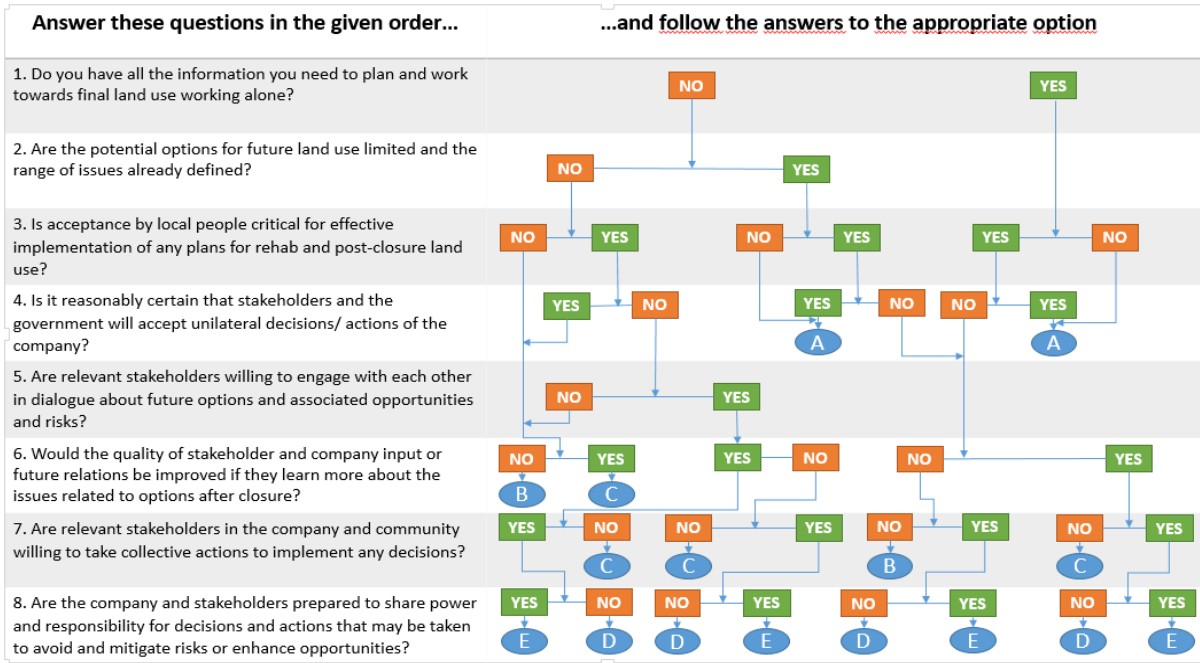 Answer these questions in the given order...
...and follow the answers to the appropriate option
1. Do you have all the information you need to plan and work
towards final land use working alone?
NO
YES
2. Are the potential options for future land use limited and the
range of issues already defined?
NO
YES
3. Is acceptance by local people critical for effective
implementation of any plans for rehab and post-closure land
use?
NO
YES
NO
YES
YES
NO
4. Is it reasonably certain that stakeholders and the
government will accept unilateral decisions/ actions of the
company?
YES
NO
YES
NO
NO
YES
A
A
5. Are relevant stakeholders willing to engage with each other
in dialogue about future options and associated opportunities
and risks?
NO
YES
6. Would the quality of stakeholder and company input or
future relations be improved if they learn more about the
issues related to options after closure?
NO
YES
YES
NO
NO
YES
B
C
7. Are relevant stakeholders in the company and community
willing to take collective actions to implement any decisions?
YES
NO
NO
YES
NO
YES
NO
YES
C
C
B
C
8. Are the company and stakeholders prepared to share power
and responsibility for decisions and actions that may be taken
to avoid and mitigate risks or enhance opportunities?
YES
NO
NO
YES
NO
YES
NO
YES
E
D
D
E
D
E
D
E